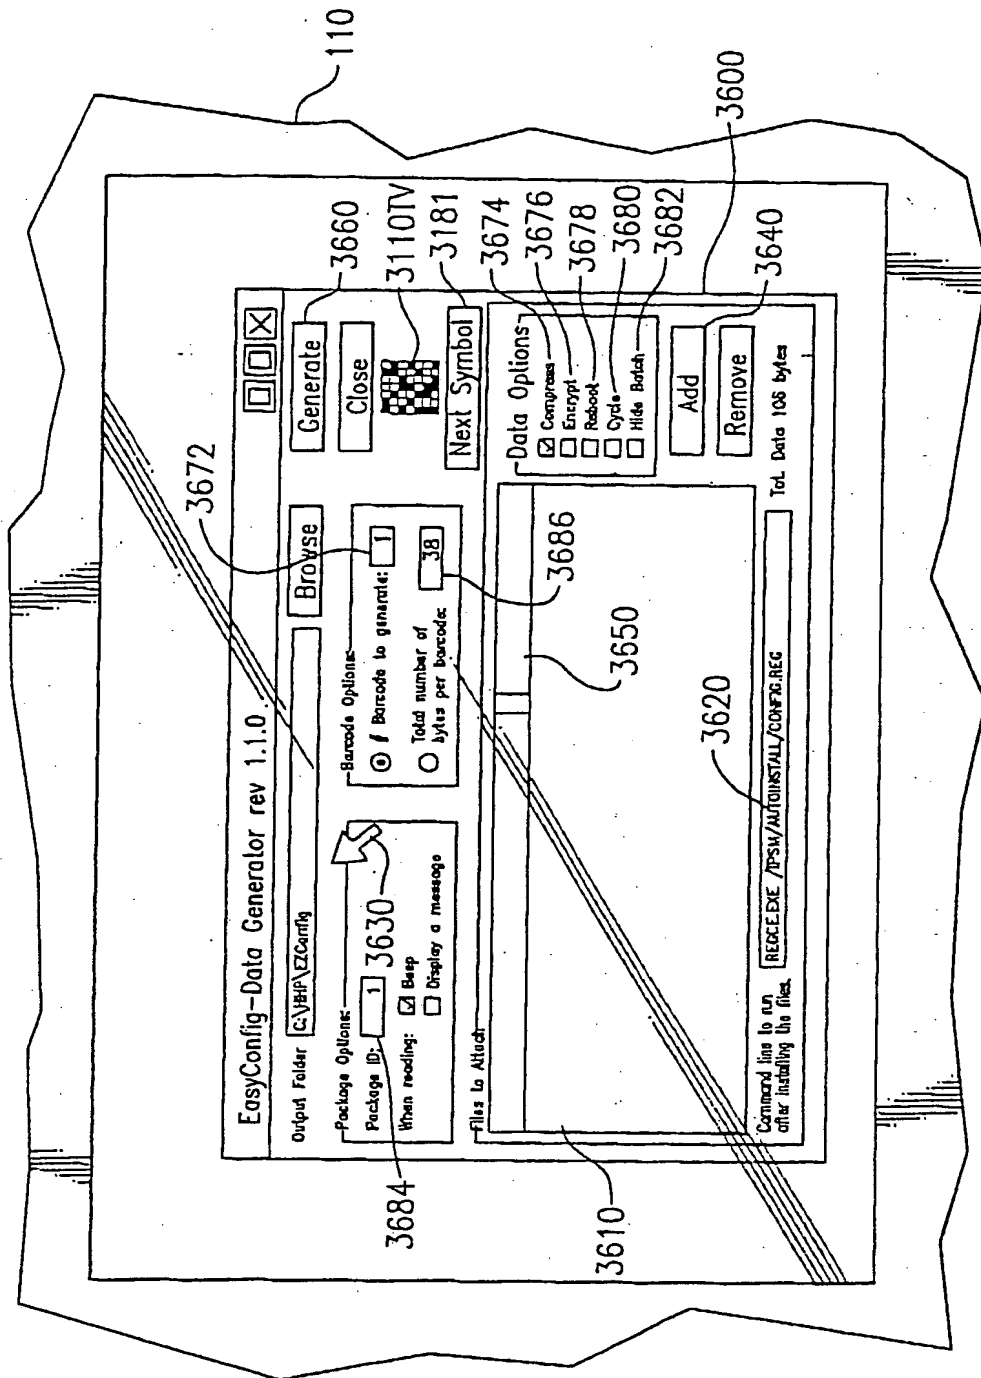 110
EasyConfig-Data Generator rev 1.1.0
Output Folder C:\HHP\EZConfig Browse Generate
3660
Close
3110TV
Next Symbol
3181
3672
Package Options:
Package ID: 1
3630
3684
When reading: Beep
Display a message
Barcode Options:
# Barcode to generate: 1
Total number of
bytes per barcode: 38
3686
Files to Attach
3610
3650
Data Options
Compress
Encrypt
Reboot
Cycle
Hide Batch
3674
3676
3678
3680
3682
3640
3600
Add
Remove
Command line to run
after installing the files. REGCE.EXE /IPSM/AUTOINSTALL/CONFIG.REG
3620
Tot. Data 106 bytes